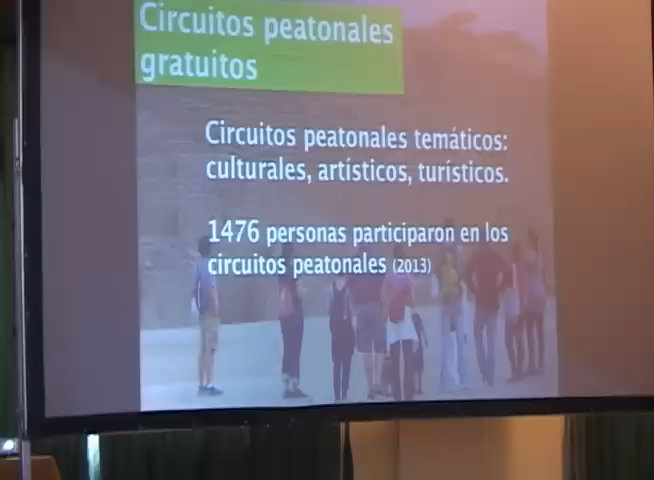 Circuitos peatonales
gratuitos
Circuitos peatonales temáticos:
culturales, artísticos, turísticos.
1476 personas participaron en los
circuitos peatonales (2013)